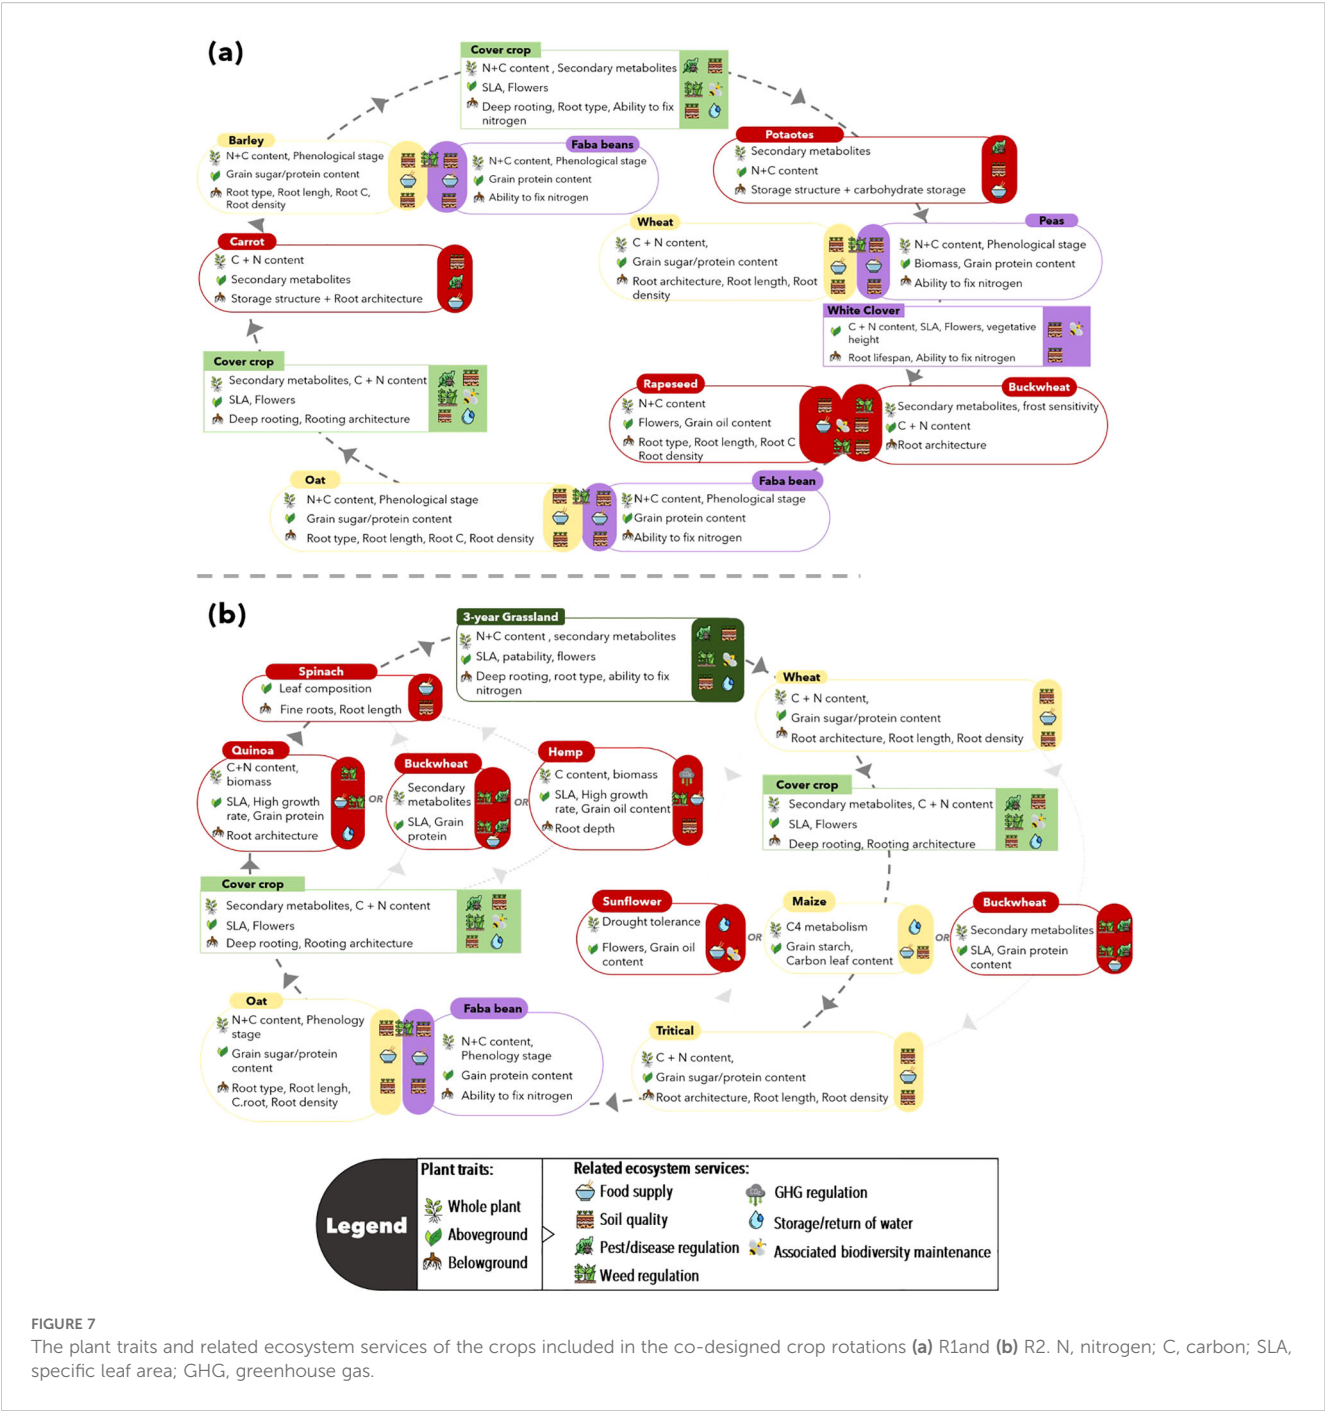 (a)
Cover crop
N+C content , Secondary metabolites
SLA, Flowers
Deep rooting, Root type, Ability to fix
nitrogen
Barley
N+C content, Phenological stage
Grain sugar/protein content
Root type, Root lengh, Root C,
Root density
Faba beans
N+C content, Phenological stage
Grain protein content
Ability to fix nitrogen
Potaotes
Secondary metabolites
N+C content
Storage structure + carbohydrate storage
Wheat
C + N content,
Grain sugar/protein content
Root architecture, Root length, Root
density
Peas
N+C content, Phenological stage
Biomass, Grain protein content
Ability to fix nitrogen
Carrot
C + N content
Secondary metabolites
Storage structure + Root architecture
White Clover
C + N content, SLA, Flowers, vegetative
height
Root lifespan, Ability to fix nitrogen
Cover crop
Secondary metabolites, C + N content
SLA, Flowers
Deep rooting, Rooting architecture
Rapeseed
N+C content
Flowers, Grain oil content
Root type, Root length, Root C
Root density
Buckwheat
Secondary metabolites, frost sensitivity
C + N content
Root architecture
Oat
N+C content, Phenological stage
Grain sugar/protein content
Root type, Root length, Root C, Root density
Faba bean
N+C content, Phenological stage
Grain protein content
Ability to fix nitrogen
(b)
3-year Grassland
N+C content , secondary metabolites
SLA, patability, flowers
Deep rooting, root type, ability to fix
nitrogen
Spinach
Leaf composition
Fine roots, Root length
Wheat
C + N content,
Grain sugar/protein content
Root architecture, Root length, Root density
Quinoa
C+N content,
biomass
SLA, High growth
rate, Grain protein
Root architecture
OR
Buckwheat
Secondary
metabolites
SLA, Grain
protein
OR
Hemp
C content, biomass
SLA, High growth
rate, Grain oil content
Root depth
Cover crop
Secondary metabolites, C + N content
SLA, Flowers
Deep rooting, Rooting architecture
Cover crop
Secondary metabolites, C + N content
SLA, Flowers
Deep rooting, Rooting architecture
Sunflower
Drought tolerance
Flowers, Grain oil
content
OR
Maize
C4 metabolism
Grain starch,
Carbon leaf content
OR
Buckwheat
Secondary metabolites
SLA, Grain protein
content
Oat
N+C content, Phenology
stage
Grain sugar/protein
content
Root type, Root lengh,
C.root, Root density
Faba bean
N+C content,
Phenology stage
Gain protein content
Ability to fix nitrogen
Tritical
C + N content,
Grain sugar/protein content
Root architecture, Root length, Root density
Legend
Plant traits:
Whole plant
Aboveground
Belowground
Related ecosystem services:
Food supply
Soil quality
Pest/disease regulation
Weed regulation
GHG regulation
Storage/return of water
Associated biodiversity maintenance
FIGURE 7
The plant traits and related ecosystem services of the crops included in the co-designed crop rotations (a) R1and (b) R2. N, nitrogen; C, carbon; SLA,
specific leaf area; GHG, greenhouse gas.